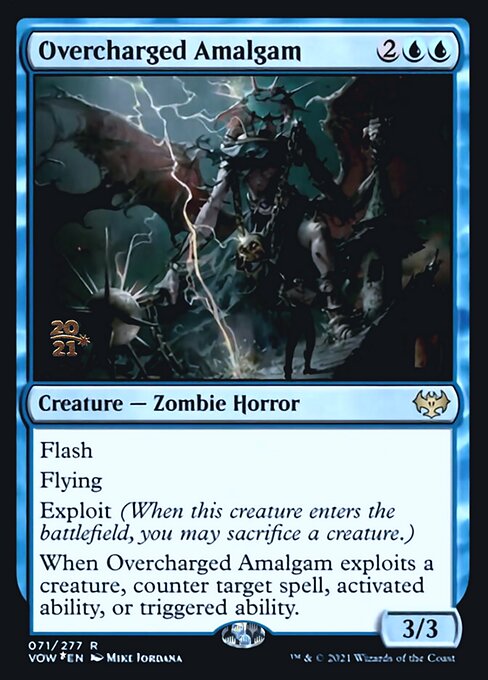 Overcharged Amalgam 2
20
21
Creature — Zombie Horror
Flash
Flying
Exploit (When this creature enters the
battlefield, you may sacrifice a creature.)
When Overcharged Amalgam exploits a
creature, counter target spell, activated
ability, or triggered ability.
3/3
071/277 R
VOW★EN Mike Jordana
™ & © 2021 Wizards of the Coast